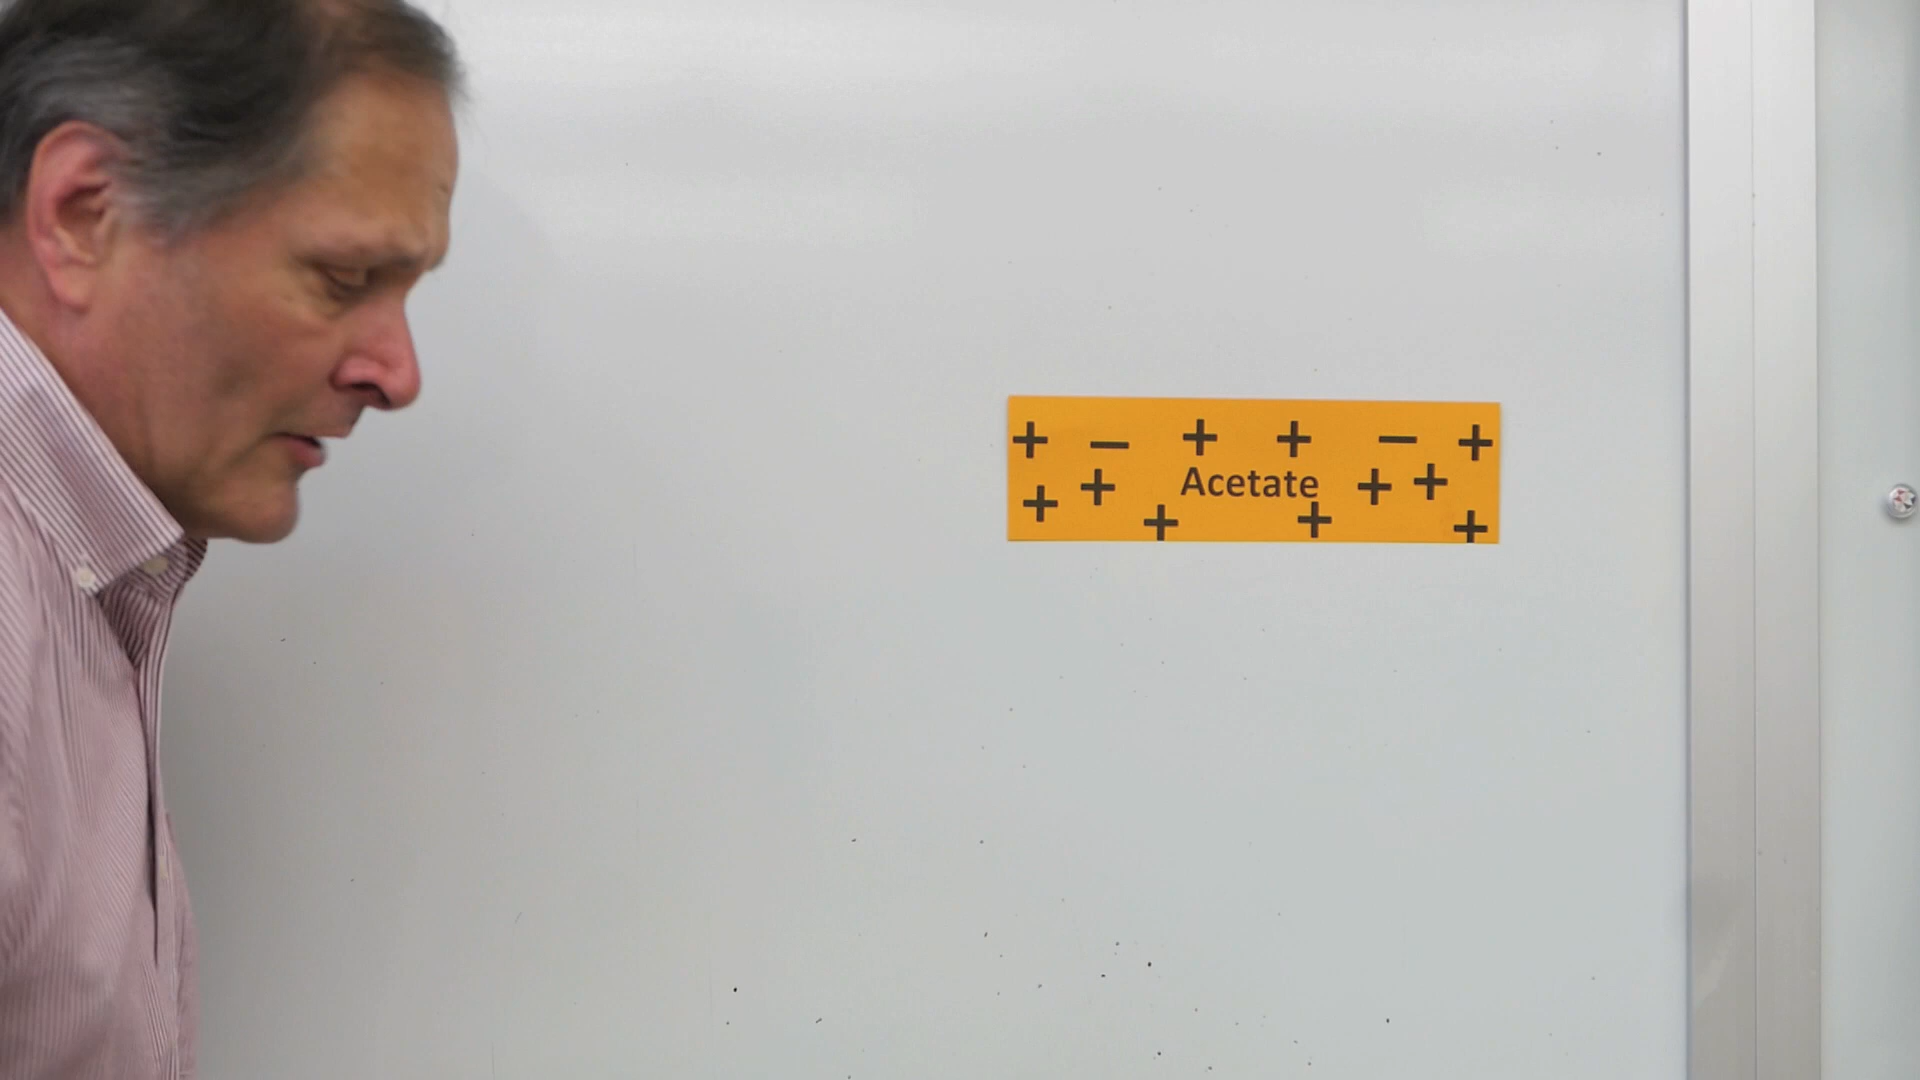 + − + + − +
+ + Acetate + +
+ + +